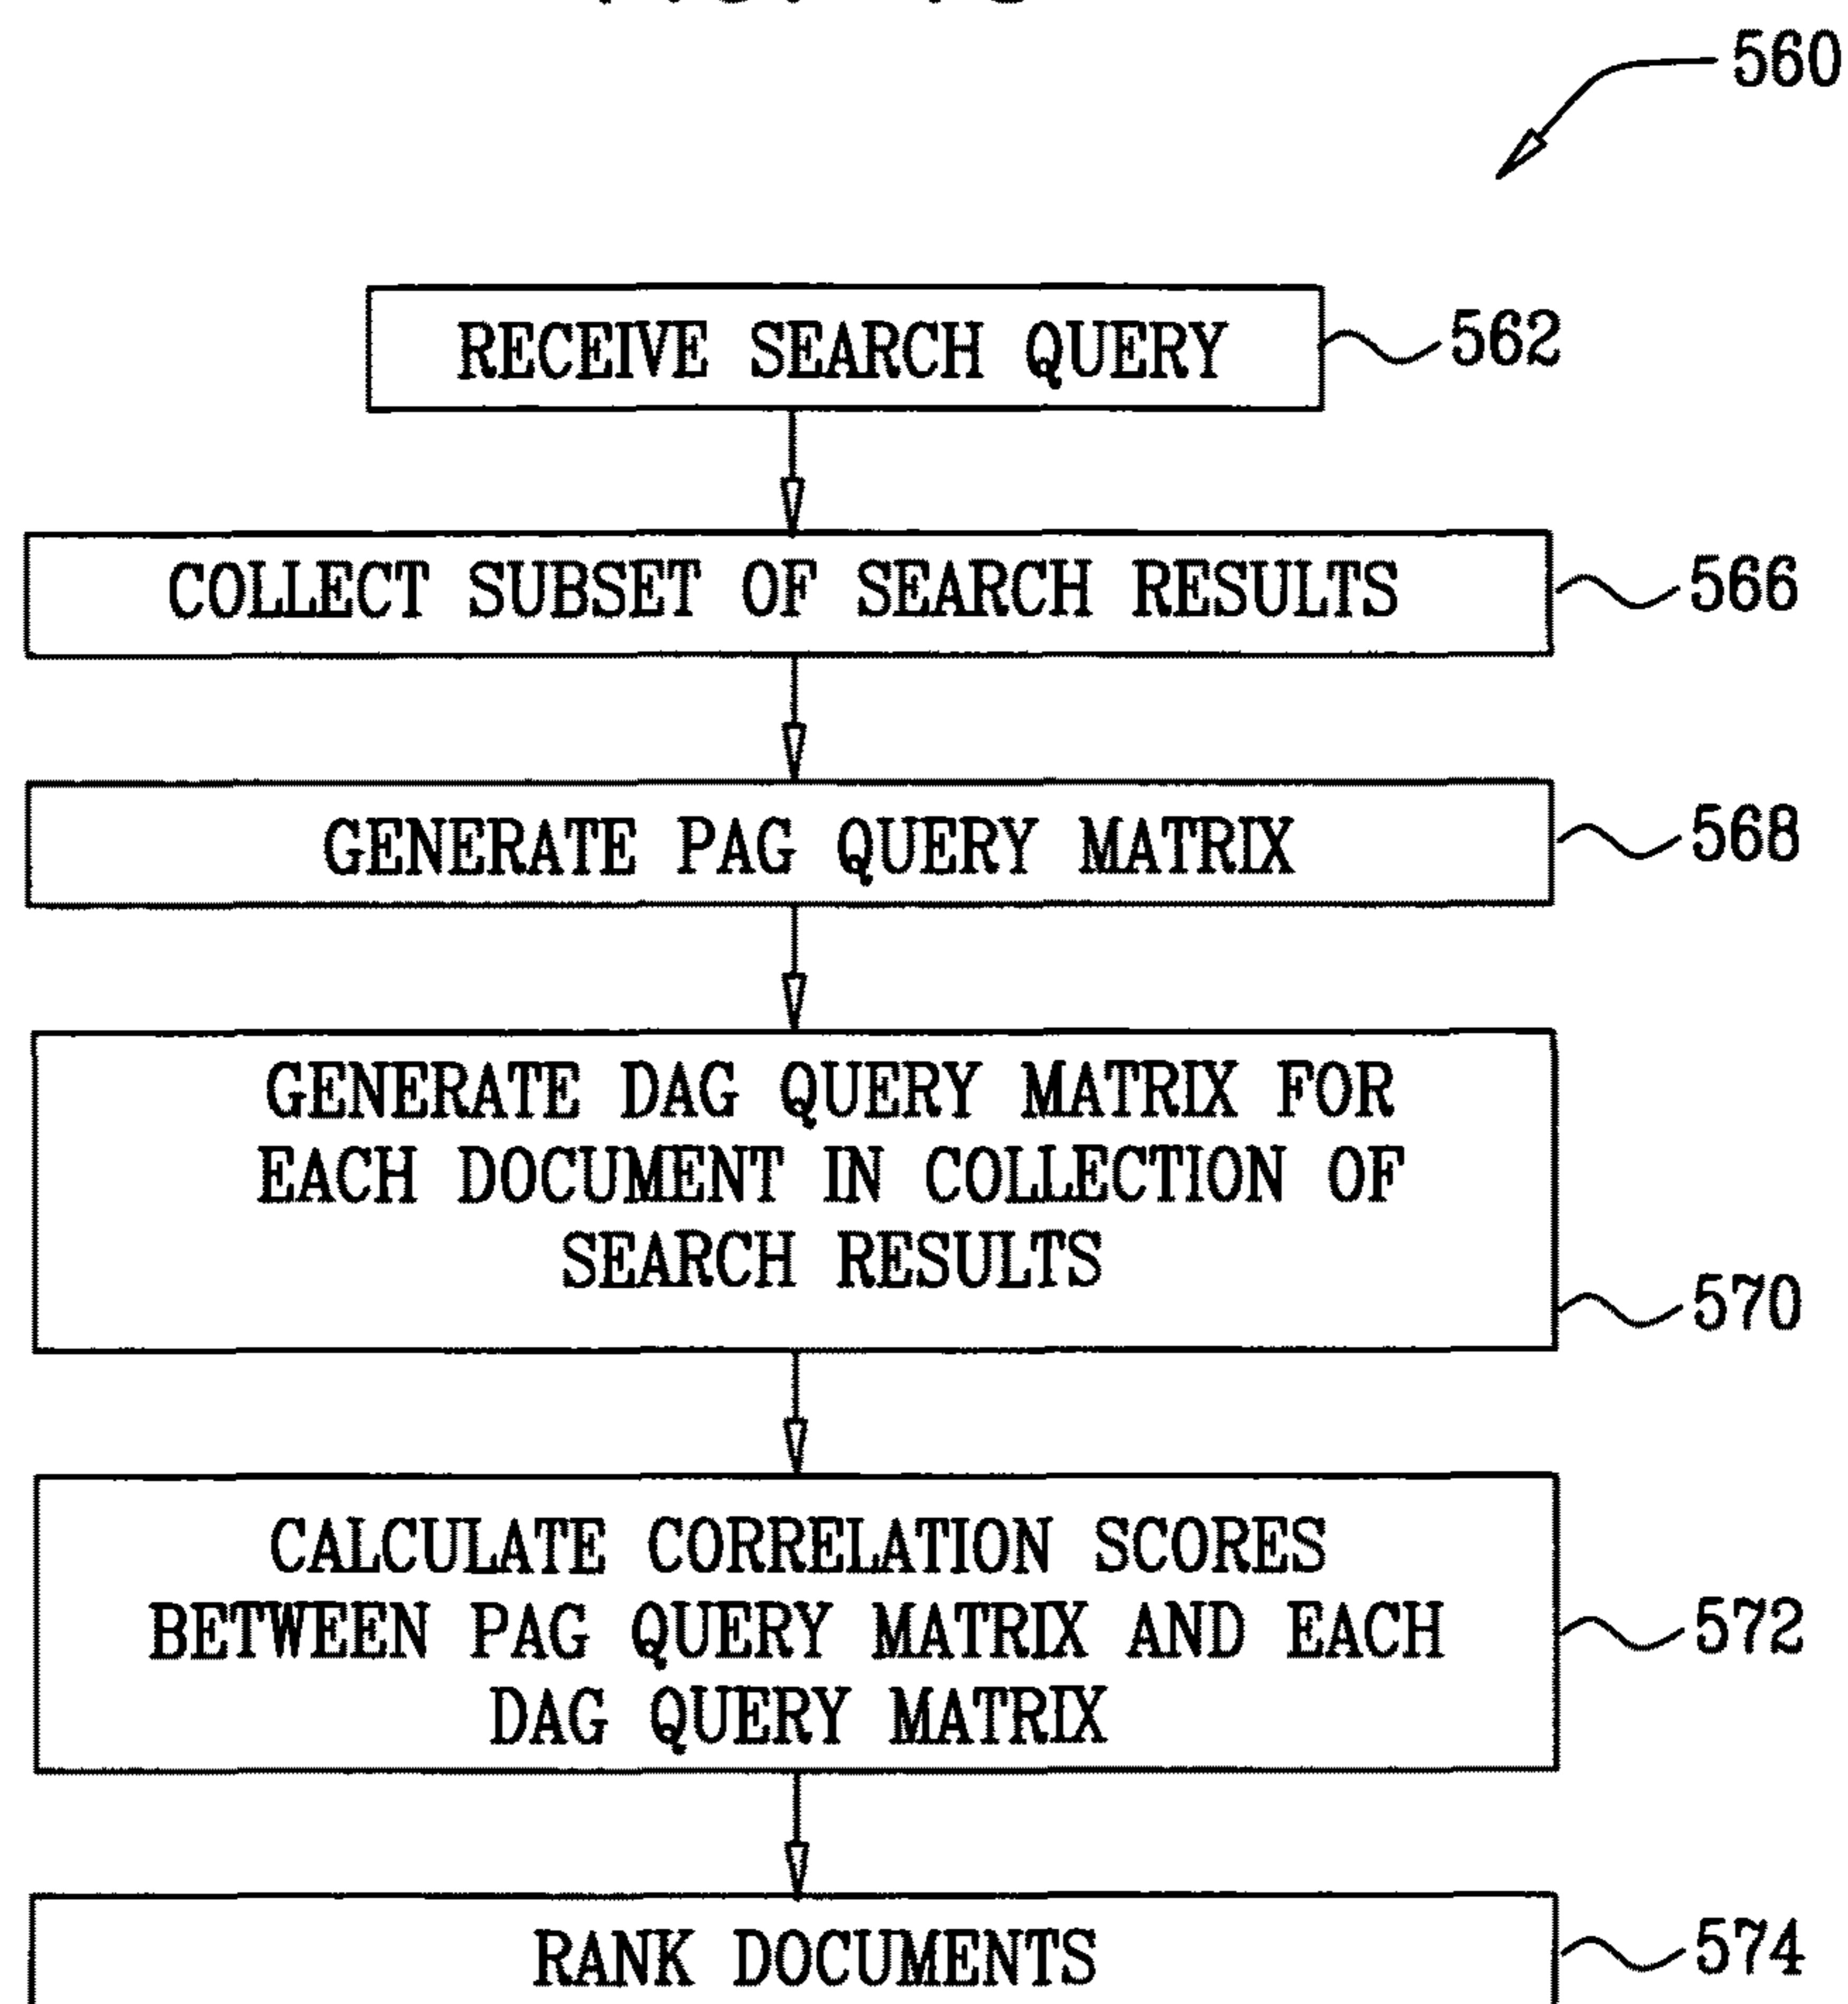 560
RECEIVE SEARCH QUERY
562
COLLECT SUBSET OF SEARCH RESULTS
566
GENERATE PAG QUERY MATRIX
568
GENERATE DAG QUERY MATRIX FOR
EACH DOCUMENT IN COLLECTION OF
SEARCH RESULTS
570
CALCULATE CORRELATION SCORES
BETWEEN PAG QUERY MATRIX AND EACH
DAG QUERY MATRIX
572
RANK DOCUMENTS
574